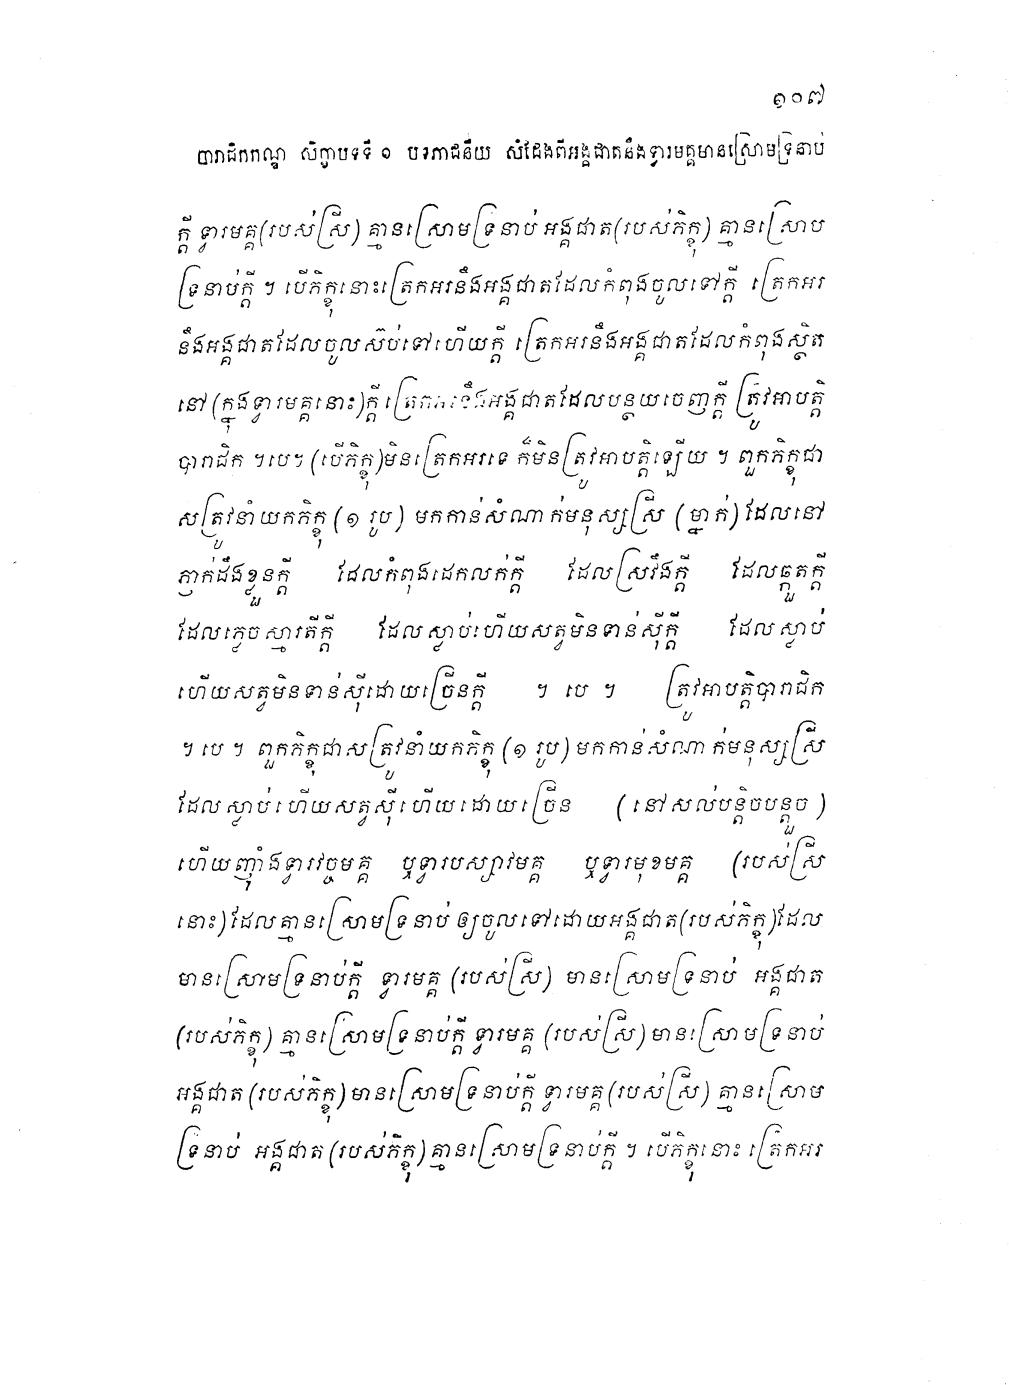 ១០៧
បារាជិកកណ្ឌ សិក្ខាបទទី ១ បរភាជនីយ សំដែងពីអង្គជាតនឹងទ្វារមគ្គមានស្រោមទ្រនាប់
ក្តី ទ្វារមគ្គ(របស់ស្រី) គ្មានស្រោមទ្រនាប់ អង្គជាត(របស់ភិក្ខុ) គ្មានស្រោម
ទ្រនាប់ក្តី ។ បើភិក្ខុនោះត្រេកអរនឹងអង្គជាតដែលកំពុងចូលទៅក្តី ត្រេកអរ
នឹងអង្គជាតដែលចូលស៊ប់ទៅហើយក្តី ត្រេកអរនឹងអង្គជាតដែលកំពុងស្ថិត
នៅ (ក្នុងទ្វារមគ្គនោះ)ក្តី ត្រេកអរនឹងអង្គជាតដែលបន្ថយចេញក្តី ត្រូវអាបត្តិ
បារាជិក ។បេ។ (បើភិក្ខុ)មិនត្រេកអរទេ ក៏មិនត្រូវអាបត្តិឡើយ ។ ពួកភិក្ខុជា
សត្រូវនាំយកភិក្ខុ (១ រូប) មកកាន់សំណាក់មនុស្សស្រី (ម្នាក់) ដែលនៅ
ភ្ញាក់ដឹងខ្លួនក្តី ដែលកំពុងដេកលក់ក្តី ដែលស្រវឹងក្តី ដែលឆ្កួតក្តី
ដែលភ្លេចស្មារតីក្តី ដែលស្លាប់ហើយសត្វមិនទាន់ស៊ីក្តី ដែលស្លាប់
ហើយសត្វមិនទាន់ស៊ីដោយច្រើនក្តី ។ បេ ។ ត្រូវអាបត្តិបារាជិក
។ បេ ។ ពួកភិក្ខុជាសត្រូវនាំយកភិក្ខុ (១ រូប) មកកាន់សំណាក់មនុស្សស្រី
ដែលស្លាប់ហើយសត្វស៊ីហើយដោយច្រើន (នៅសល់បន្តិចបន្តួច)
ហើយញ៉ាំងទ្វារវច្ចមគ្គ ឬទ្វារបស្សាវមគ្គ ឬទ្វារមុខមគ្គ (របស់ស្រី
នោះ)ដែលគ្មានស្រោមទ្រនាប់ ឲ្យចូលទៅដោយអង្គជាត(របស់ភិក្ខុ)ដែល
មានស្រោមទ្រនាប់ក្តី ទ្វារមគ្គ (របស់ស្រី) មានស្រោមទ្រនាប់ អង្គជាត
(របស់ភិក្ខុ) គ្មានស្រោមទ្រនាប់ក្តី ទ្វារមគ្គ (របស់ស្រី) មានស្រោមទ្រនាប់
អង្គជាត (របស់ភិក្ខុ) មានស្រោមទ្រនាប់ក្តី ទ្វារមគ្គ (របស់ស្រី) គ្មានស្រោម
ទ្រនាប់ អង្គជាត (របស់ភិក្ខុ) គ្មានស្រោមទ្រនាប់ក្តី ។ បើភិក្ខុនោះ ត្រេកអរ